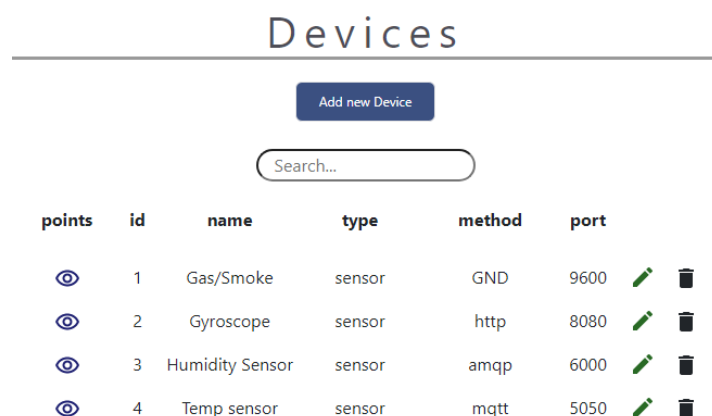 Devices
Add new Device
Search...
points id name type method port
1 Gas/Smoke sensor GND 9600
2 Gyroscope sensor http 8080
3 Humidity Sensor sensor amqp 6000
4 Temp sensor sensor mqtt 5050